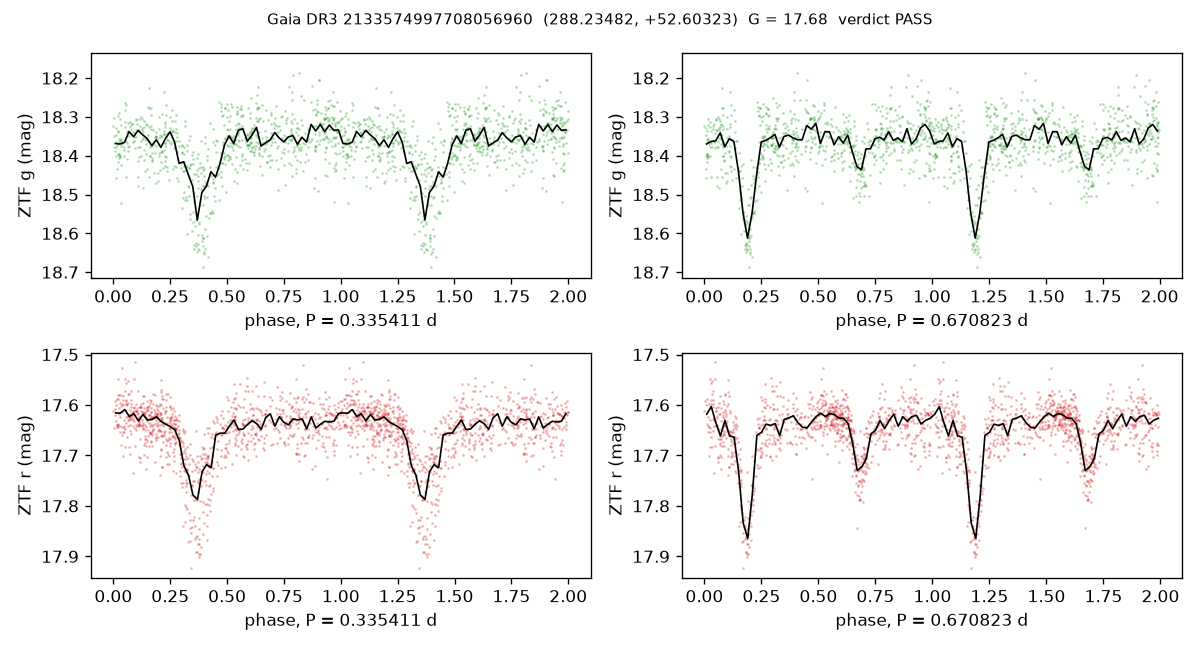 Gaia DR3 2133574997708056960 (288.23482, +52.60323) G = 17.68 verdict PASS
ZTF g (mag)
18.2
18.3
18.4
18.5
18.6
18.7
0.00 0.25 0.50 0.75 1.00 1.25 1.50 1.75 2.00
phase, P = 0.335411 d
ZTF g (mag)
18.2
18.3
18.4
18.5
18.6
18.7
0.00 0.25 0.50 0.75 1.00 1.25 1.50 1.75 2.00
phase, P = 0.670823 d
ZTF r (mag)
17.5
17.6
17.7
17.8
17.9
0.00 0.25 0.50 0.75 1.00 1.25 1.50 1.75 2.00
phase, P = 0.335411 d
ZTF r (mag)
17.5
17.6
17.7
17.8
17.9
0.00 0.25 0.50 0.75 1.00 1.25 1.50 1.75 2.00
phase, P = 0.670823 d